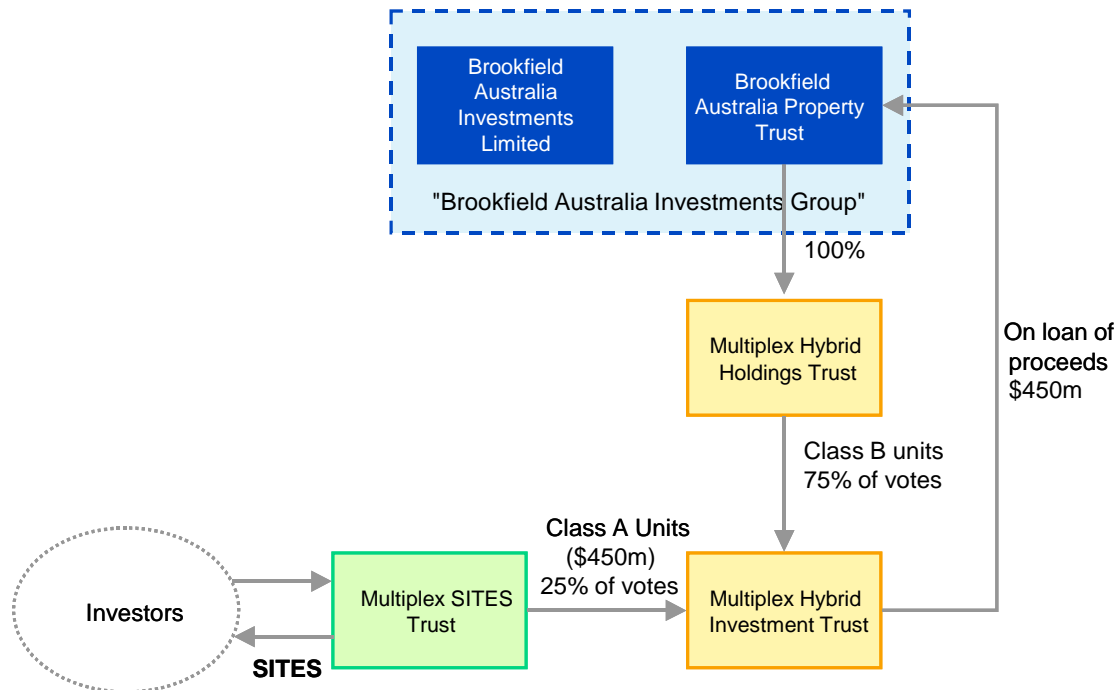 Brookfield
Australia
Investments
Limited
Brookfield
Australia Property
Trust
"Brookfield Australia Investments Group"
100%
Multiplex Hybrid
Holdings Trust
On loan of
proceeds
$450m
Class B units
75% of votes
Class A Units
($450m)
25% of votes
Investors
Multiplex SITES
Trust
Multiplex Hybrid
Investment Trust
SITES